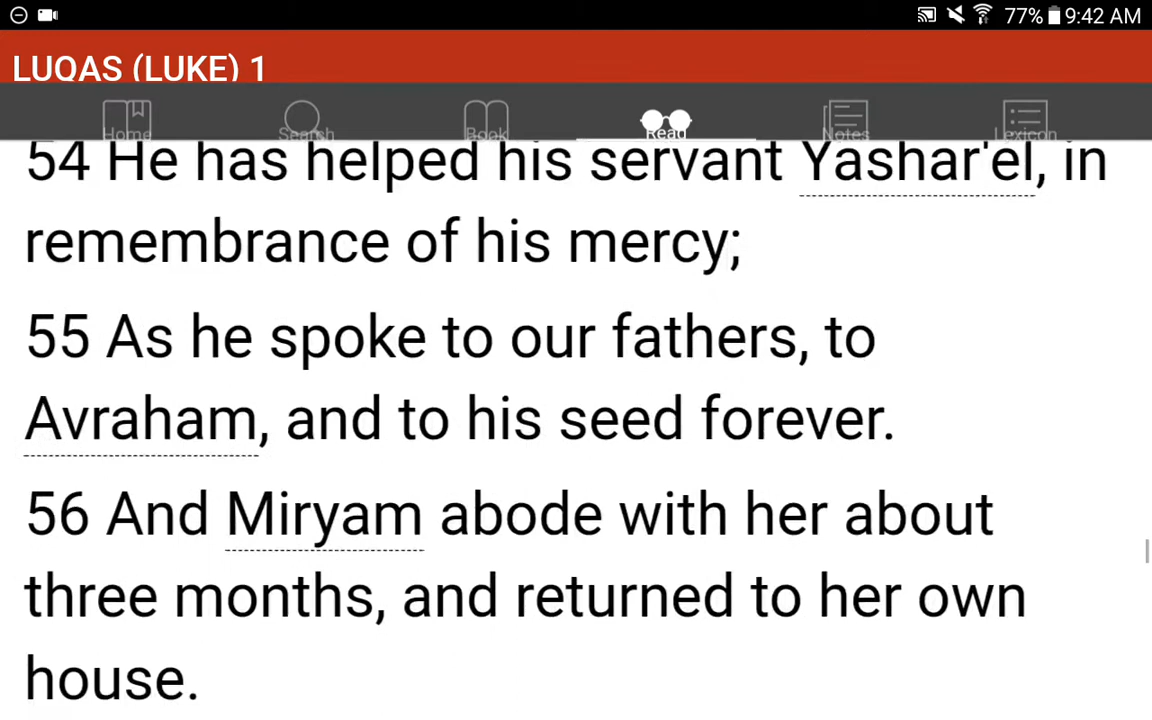 77% 9:42 AM
LUQAS (LUKE) 1
Home Search Book Read Notes Lexicon
54 He has helped his servant Yashar'el, in
remembrance of his mercy;
55 As he spoke to our fathers, to
Avraham, and to his seed forever.
56 And Miryam abode with her about
three months, and returned to her own
house.